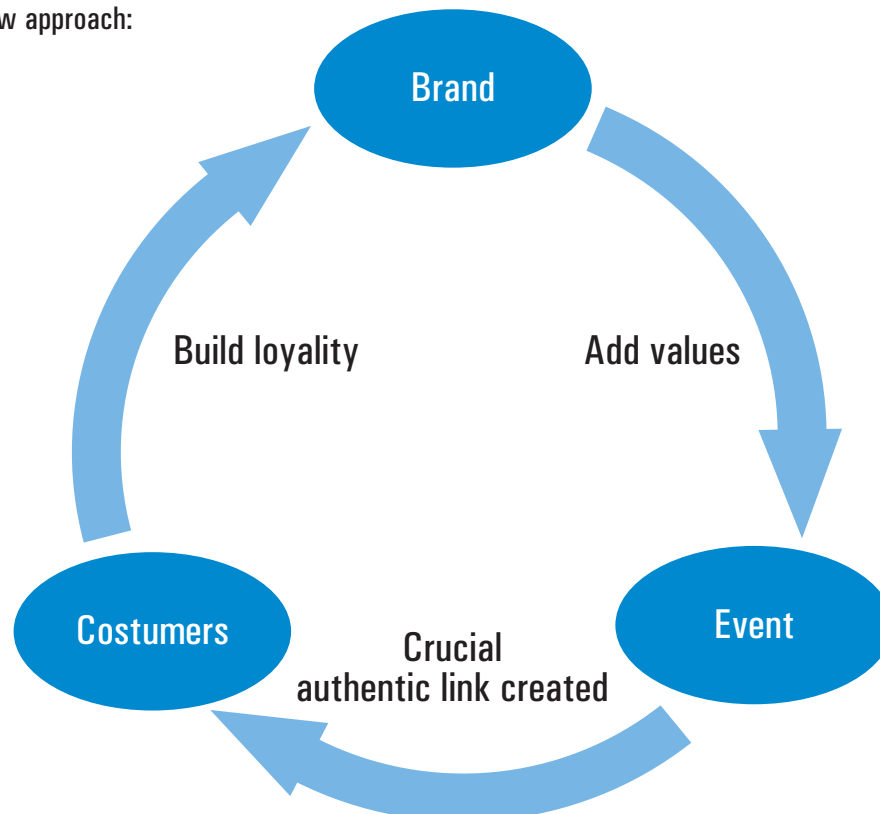 w approach:
Brand
Build loyality
Add values
Costumers
Event
Crucial
authentic link created